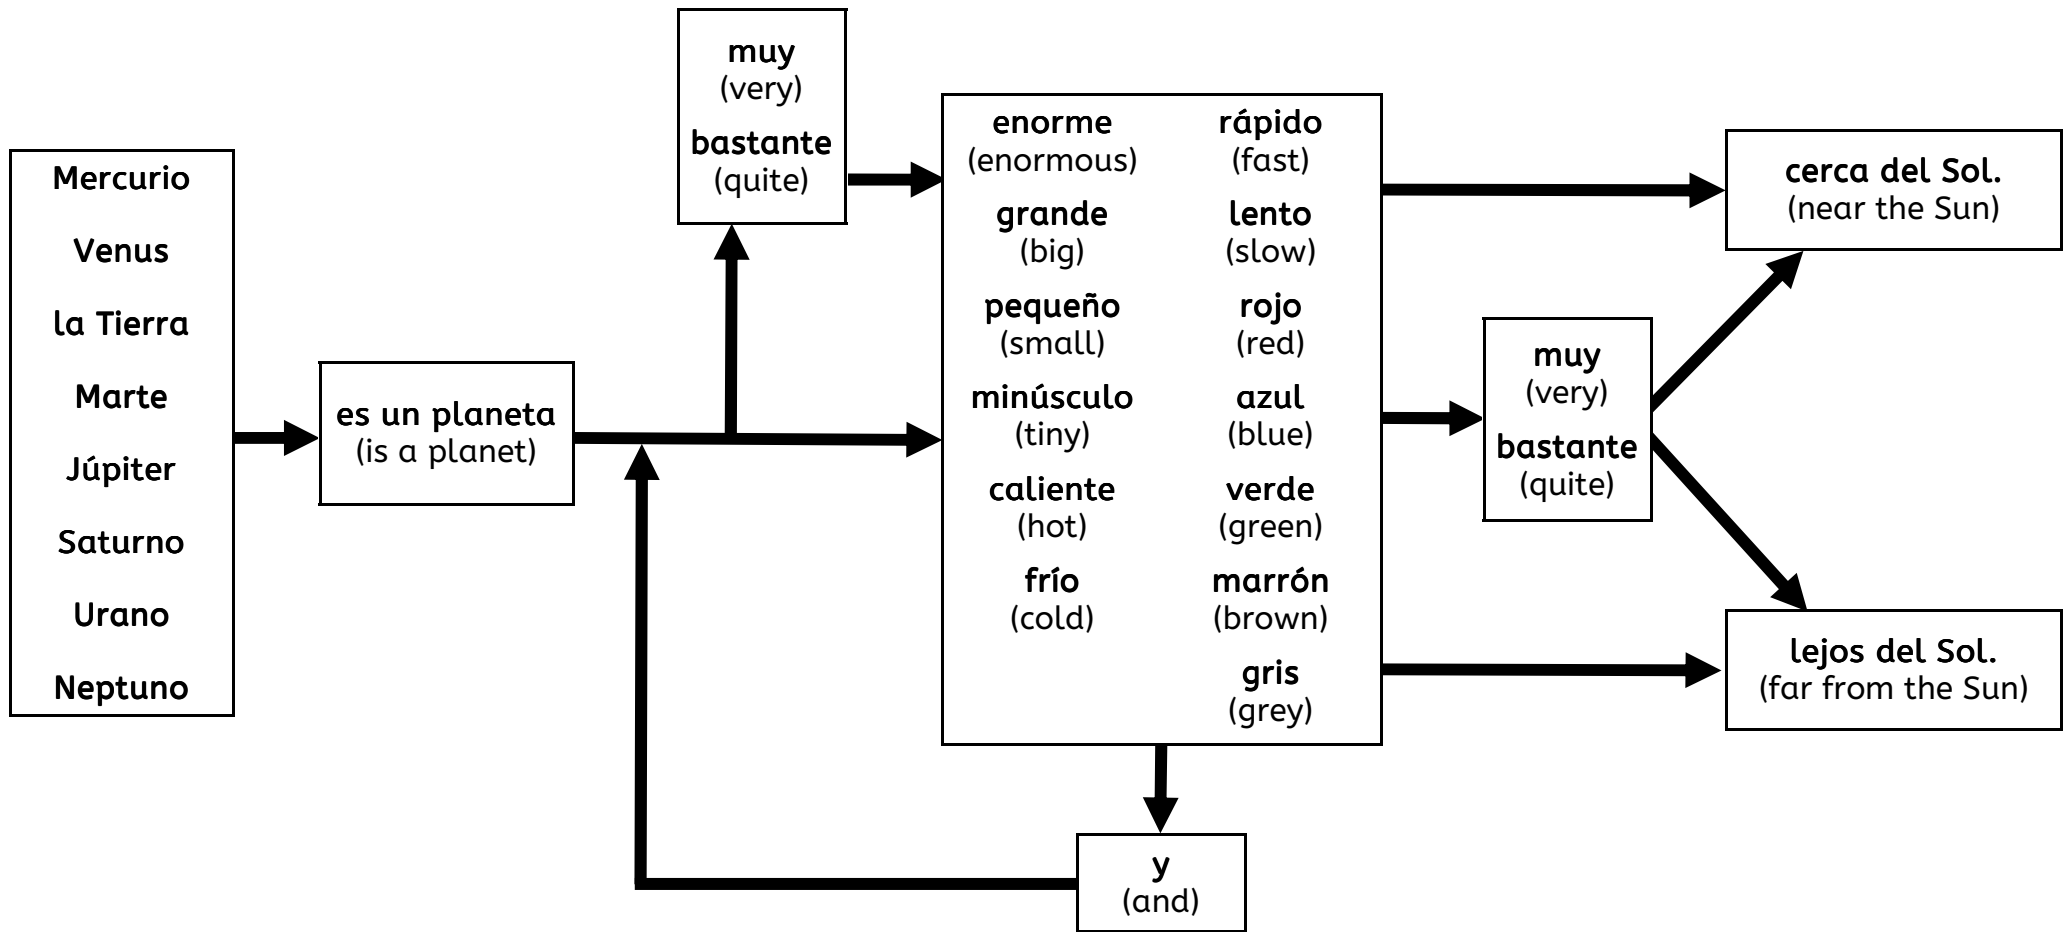 Mercurio
Venus
la Tierra
Marte
Júpiter
Saturno
Urano
Neptuno
es un planeta
(is a planet)
muy
(very)
bastante
(quite)
enorme
(enormous)
grande
(big)
pequeño
(small)
minúsculo
(tiny)
caliente
(hot)
frío
(cold)
rápido
(fast)
lento
(slow)
rojo
(red)
azul
(blue)
verde
(green)
marrón
(brown)
gris
(grey)
y
(and)
muy
(very)
bastante
(quite)
cerca del Sol.
(near the Sun)
lejos del Sol.
(far from the Sun)